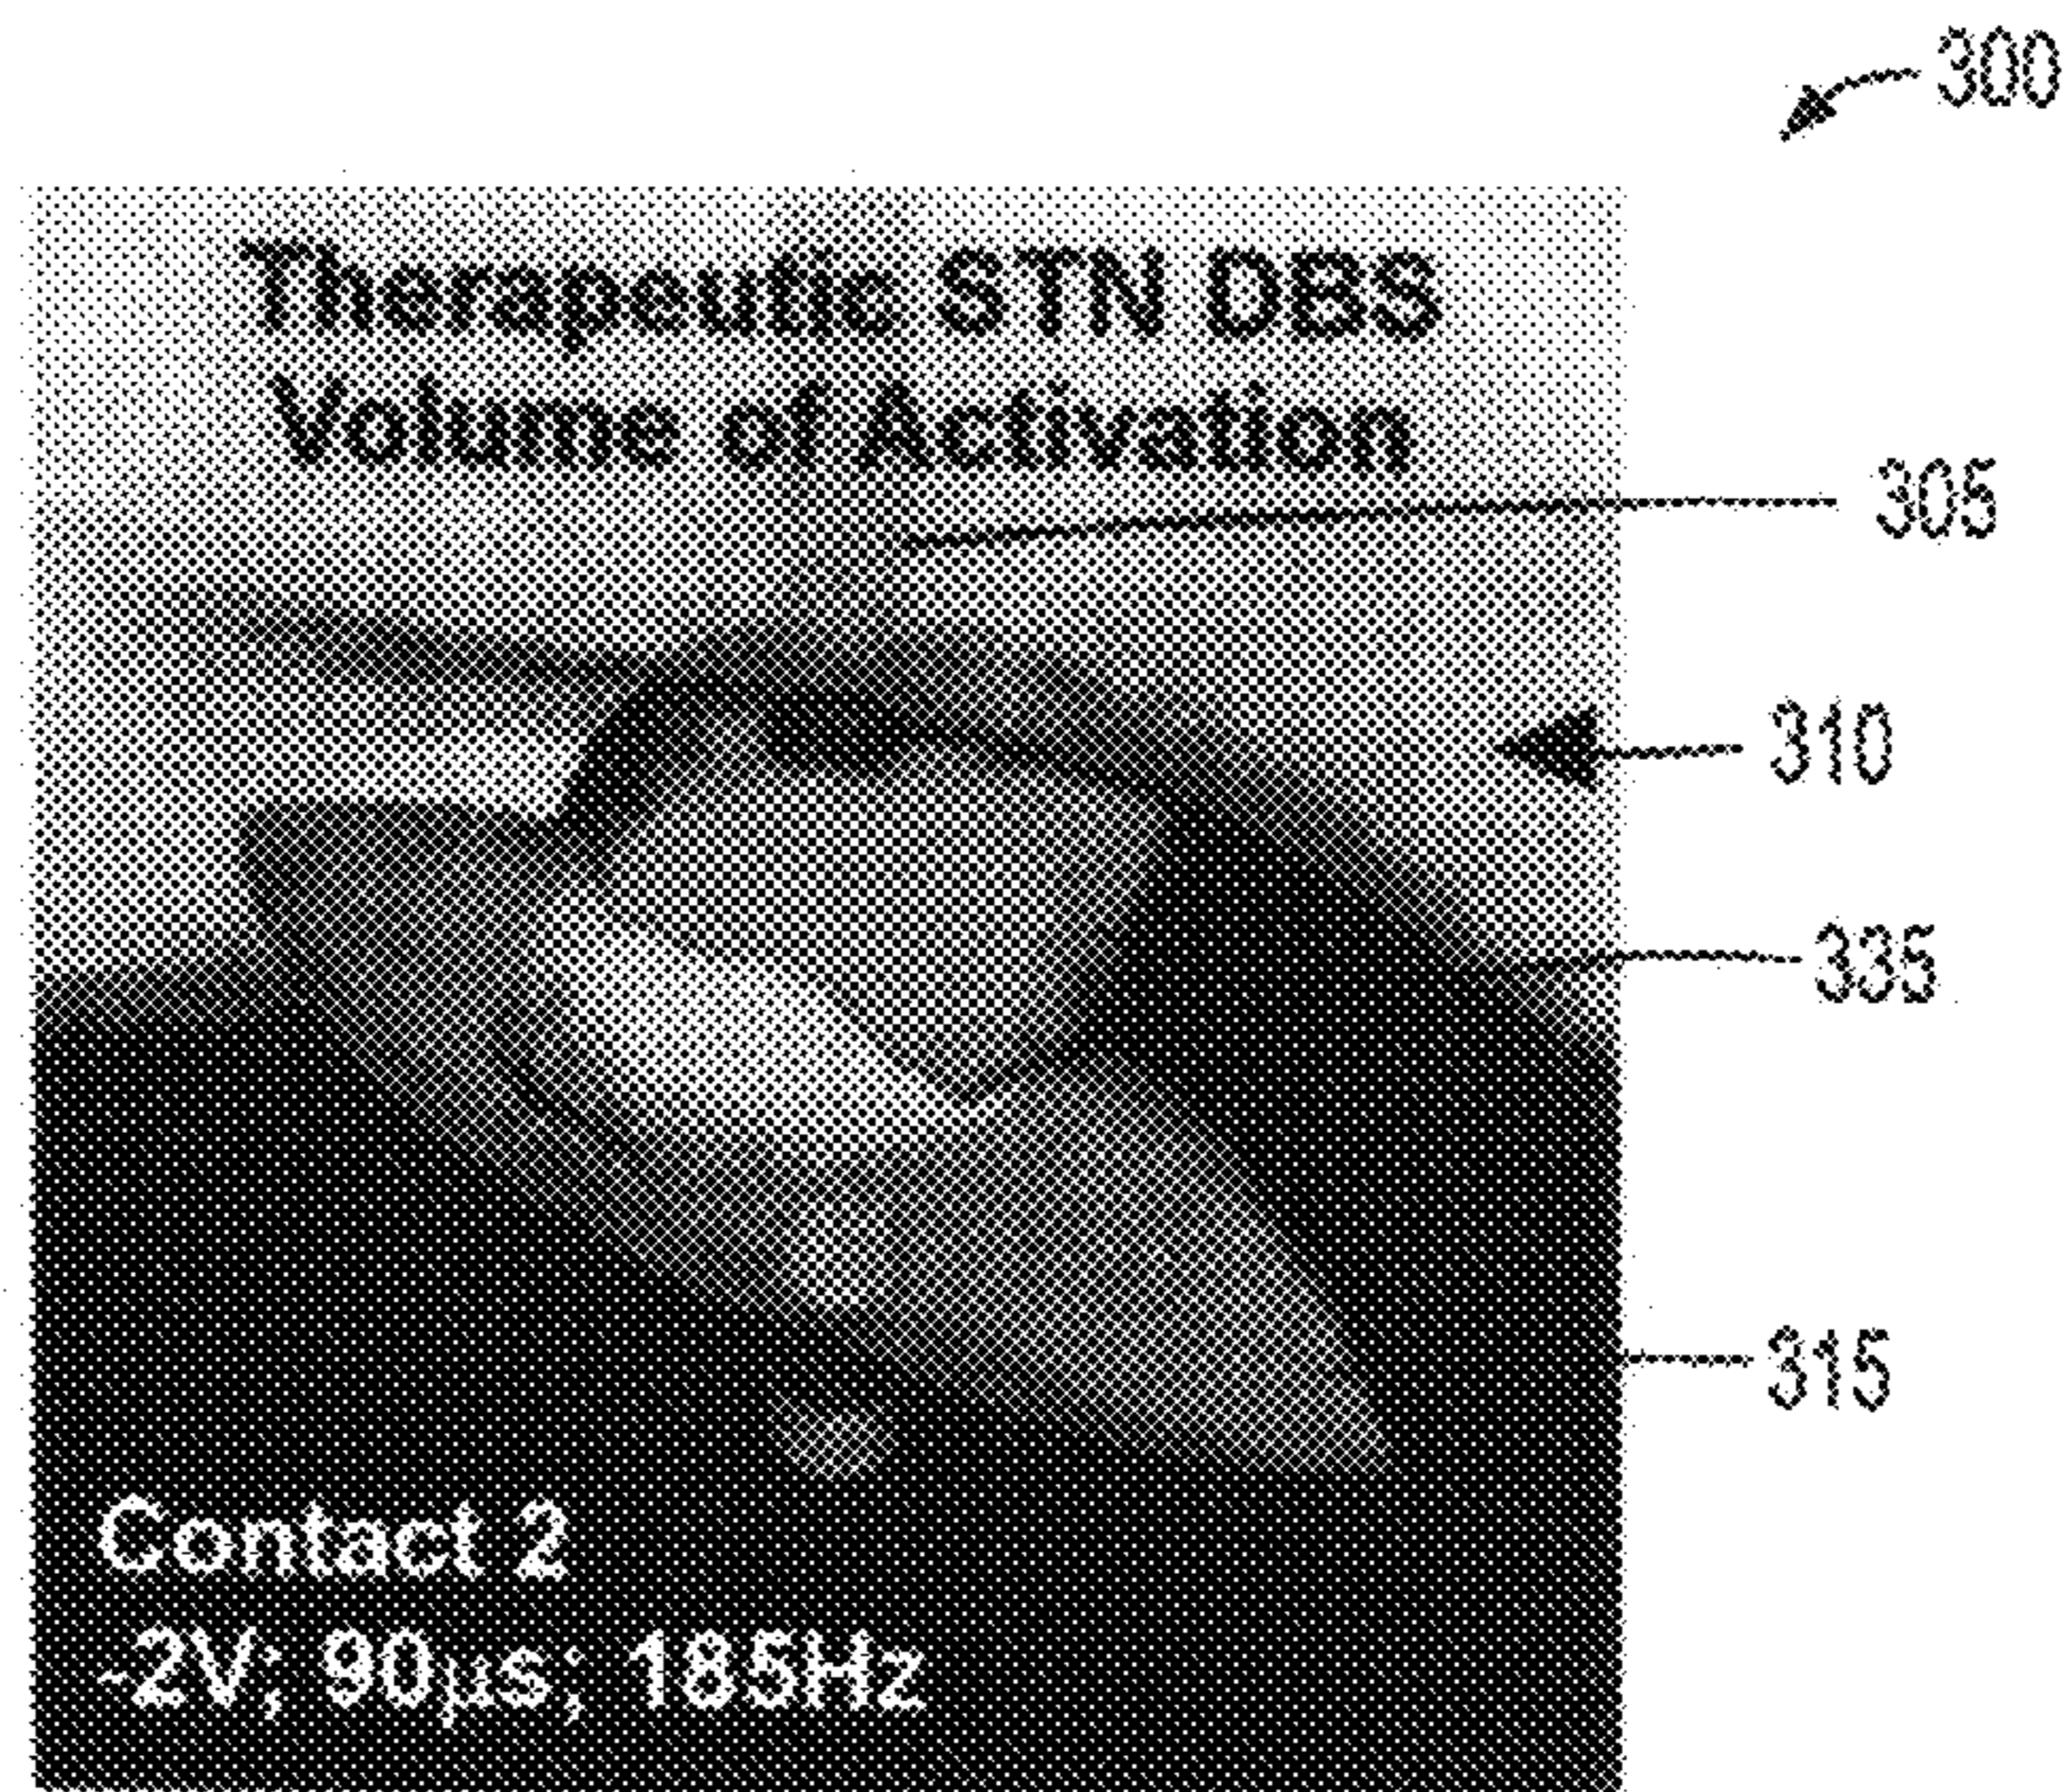 300
Therapeutic STN DBS
Volume of Activation
305
310
335
315
Contact 2
-2V; 90μs; 185Hz